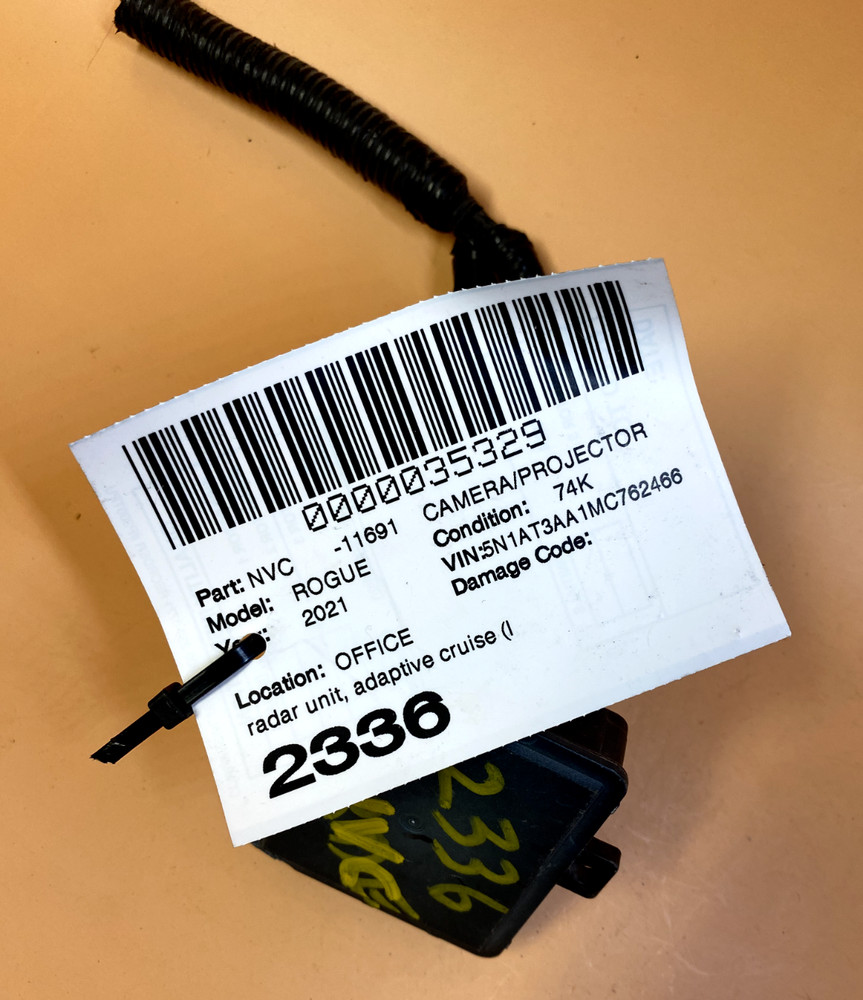 0000035329
Part: NVC -11691 CAMERA/PROJECTOR
Model: ROGUE Condition: 74K
2021 VIN:5N1AT3AA1MC762466
Damage Code:
Location: OFFICE
radar unit, adaptive cruise (l
2336
2336